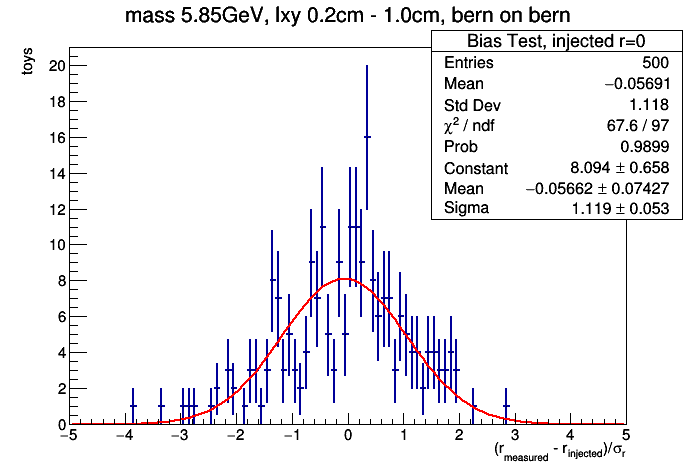 mass 5.85GeV, lxy 0.2cm - 1.0cm, bern on bern
toys
Bias Test, injected r=0
Entries 500
Mean −0.05691
Std Dev 1.118
χ² / ndf 67.6 / 97
Prob 0.9899
Constant 8.094 ± 0.658
Mean −0.05662 ± 0.07427
Sigma 1.119 ± 0.053
20
18
16
14
12
10
8
6
4
2
0
−5 −4 −3 −2 −1 0 1 2 3 4 5
(r_measured - r_injected)/σ_r